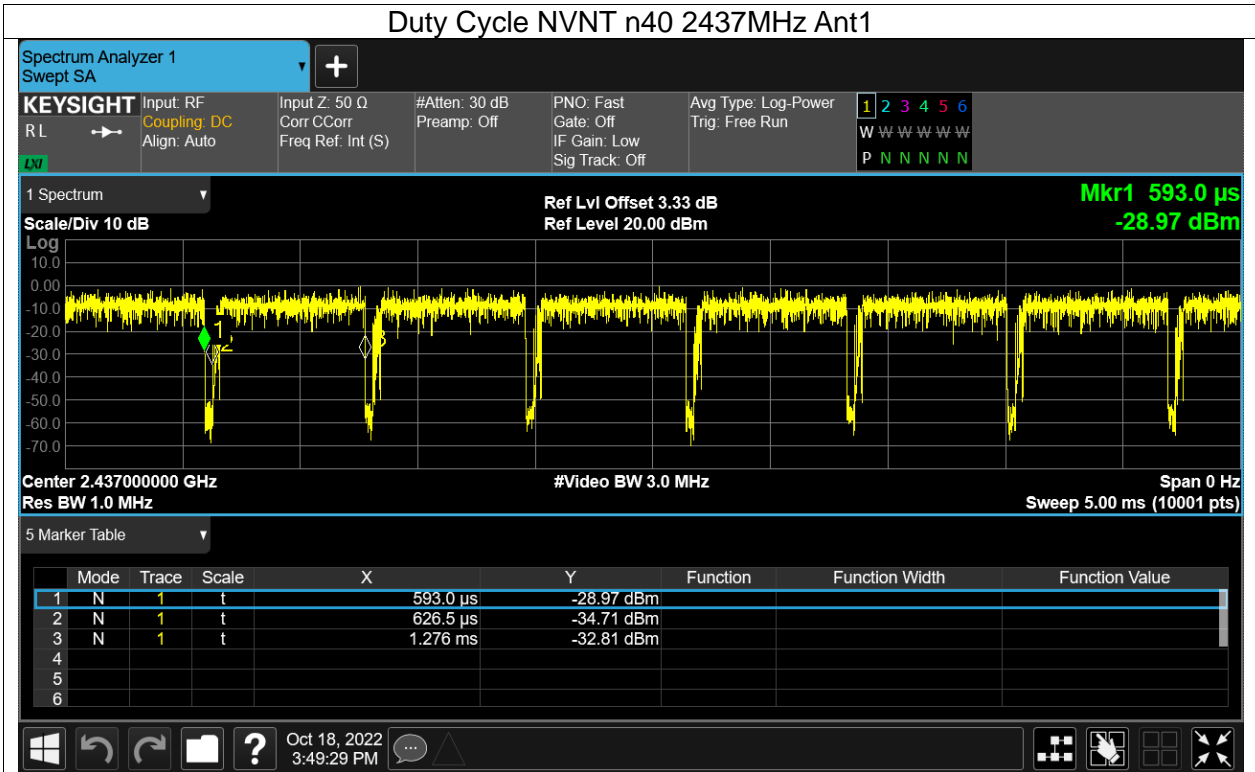 Duty Cycle NVNT n40 2437MHz Ant1
Spectrum Analyzer 1
Swept SA
KEYSIGHT Input: RF Input Z: 50 Ω #Atten: 30 dB PNO: Fast Avg Type: Log-Power 1 2 3 4 5 6
RL Coupling: DC Corr CCorr Preamp: Off Gate: Off Trig: Free Run W W W W W W
Align: Auto Freq Ref: Int (S) IF Gain: Low
LXI Sig Track: Off P N N N N N
1 Spectrum Ref Lvl Offset 3.33 dB Mkr1 593.0 µs
Scale/Div 10 dB Ref Level 20.00 dBm -28.97 dBm
Log
10.0
0.00
-10.0
-20.0
-30.0
-40.0
-50.0
-60.0
-70.0
1
2
3
Center 2.437000000 GHz #Video BW 3.0 MHz Span 0 Hz
Res BW 1.0 MHz Sweep 5.00 ms (10001 pts)
5 Marker Table
Mode Trace Scale X Y Function Function Width Function Value
1 N 1 t 593.0 µs -28.97 dBm
2 N 1 t 626.5 µs -34.71 dBm
3 N 1 t 1.276 ms -32.81 dBm
4
5
6
? Oct 18, 2022
3:49:29 PM